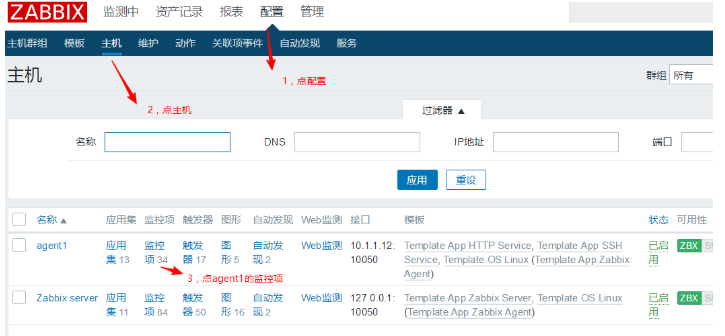 ZABBIX 监测中 资产记录 报表 配置 管理
主机群组 模板 主机 维护 动作 关联项事件 自动发现 服务
主机 群组 所有
1，点配置
2，点主机
过滤器 ▲
名称 DNS IP地址 端口
应用 重设
名称 ▲ 应用集 监控项 触发器 图形 自动发现 Web监测 接口 模板 状态 可用性
agent1 应用 监控 触发 图 自动发 Web监测 10.1.1.12: Template App HTTP Service, Template App SSH 已启 ZBX
集 13 项 34 器 17 形 5 现 2 10050 Service, Template OS Linux (Template App Zabbix 用
Agent)
3，点agent1的监控项
Zabbix server 应用 监控 触发 图 自动发 Web监测 127.0.0.1: Template App Zabbix Server, Template OS Linux 已启 ZBX
集 11 项 84 器 50 形 16 现 2 10050 (Template App Zabbix Agent) 用